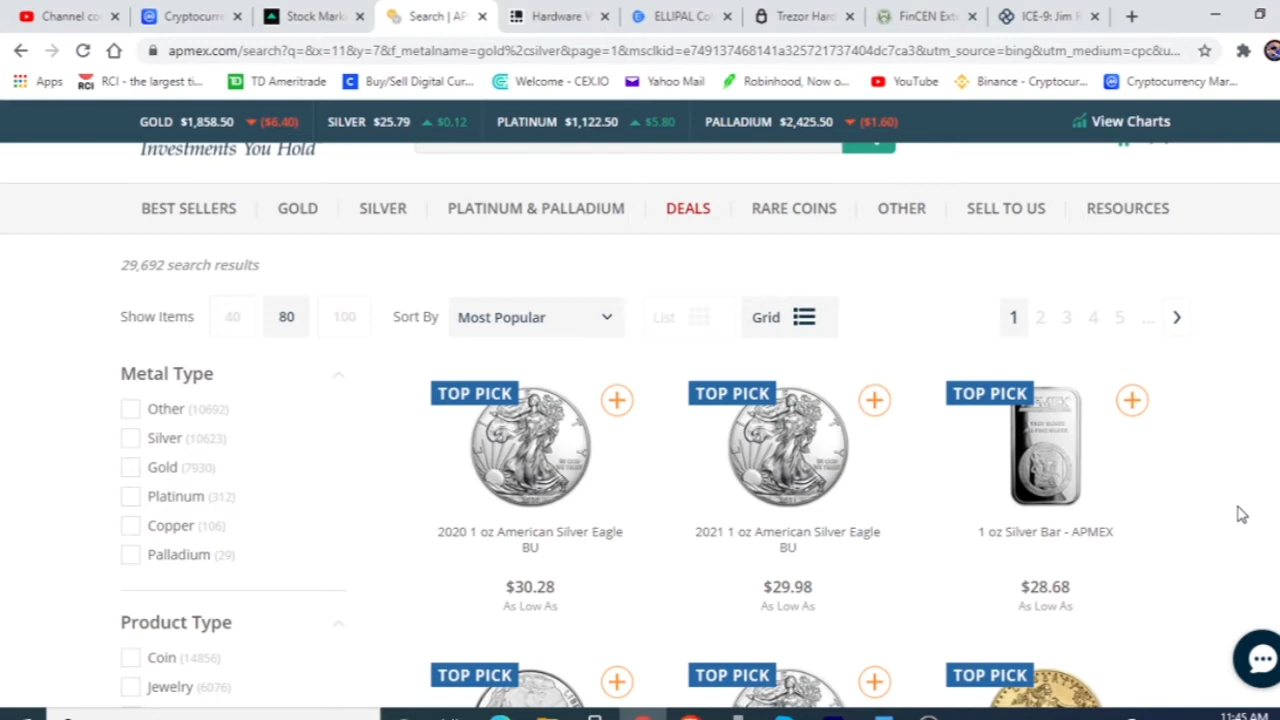 Channel co
Cryptocurr
Stock Mark
Search | AP
Hardware V
ELLIPAL Co
Trezor Hard
FinCEN Ext
ICE-9: Jim R
apmex.com/search?q=&x=11&y=7&f_metalname=gold%2csilver&page=1&msclkid=e749137468141a325721737404dc7ca3&utm_source=bing&utm_medium=cpc&u...
Apps
RCI - the largest ti...
TD Ameritrade
Buy/Sell Digital Cur...
Welcome - CEX.IO
Yahoo Mail
Robinhood, Now o...
YouTube
Binance - Cryptocur...
Cryptocurrency Mar...
GOLD $1,858.50 ($6.40) SILVER $25.79 $0.12 PLATINUM $1,122.50 $5.80 PALLADIUM $2,425.50 ($1.60) View Charts
Investments You Hold
BEST SELLERS GOLD SILVER PLATINUM & PALLADIUM DEALS RARE COINS OTHER SELL TO US RESOURCES
29,692 search results
Show Items 40 80 100 Sort By Most Popular List Grid 1 2 3 4 5 ...
Metal Type
Other (10692)
Silver (10623)
Gold (7930)
Platinum (312)
Copper (106)
Palladium (29)
Product Type
Coin (14856)
Jewelry (6076)
TOP PICK
2020 1 oz American Silver Eagle
BU
$30.28
As Low As
TOP PICK
2021 1 oz American Silver Eagle
BU
$29.98
As Low As
TOP PICK
1 oz Silver Bar - APMEX
$28.68
As Low As
TOP PICK
TOP PICK
TOP PICK
11:45 AM